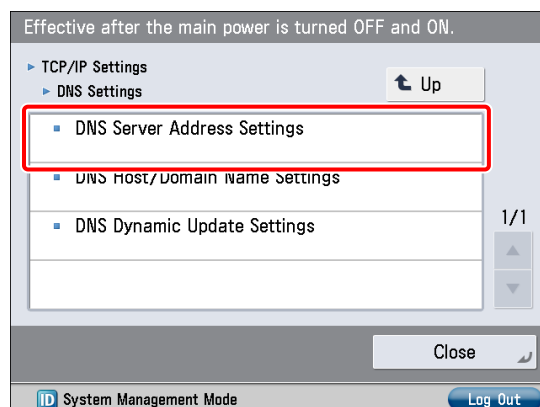 Effective after the main power is turned OFF and ON.
TCP/IP Settings
DNS Settings
Up
DNS Server Address Settings
DNS Host/Domain Name Settings
DNS Dynamic Update Settings
1/1
Close
ID System Management Mode
Log Out